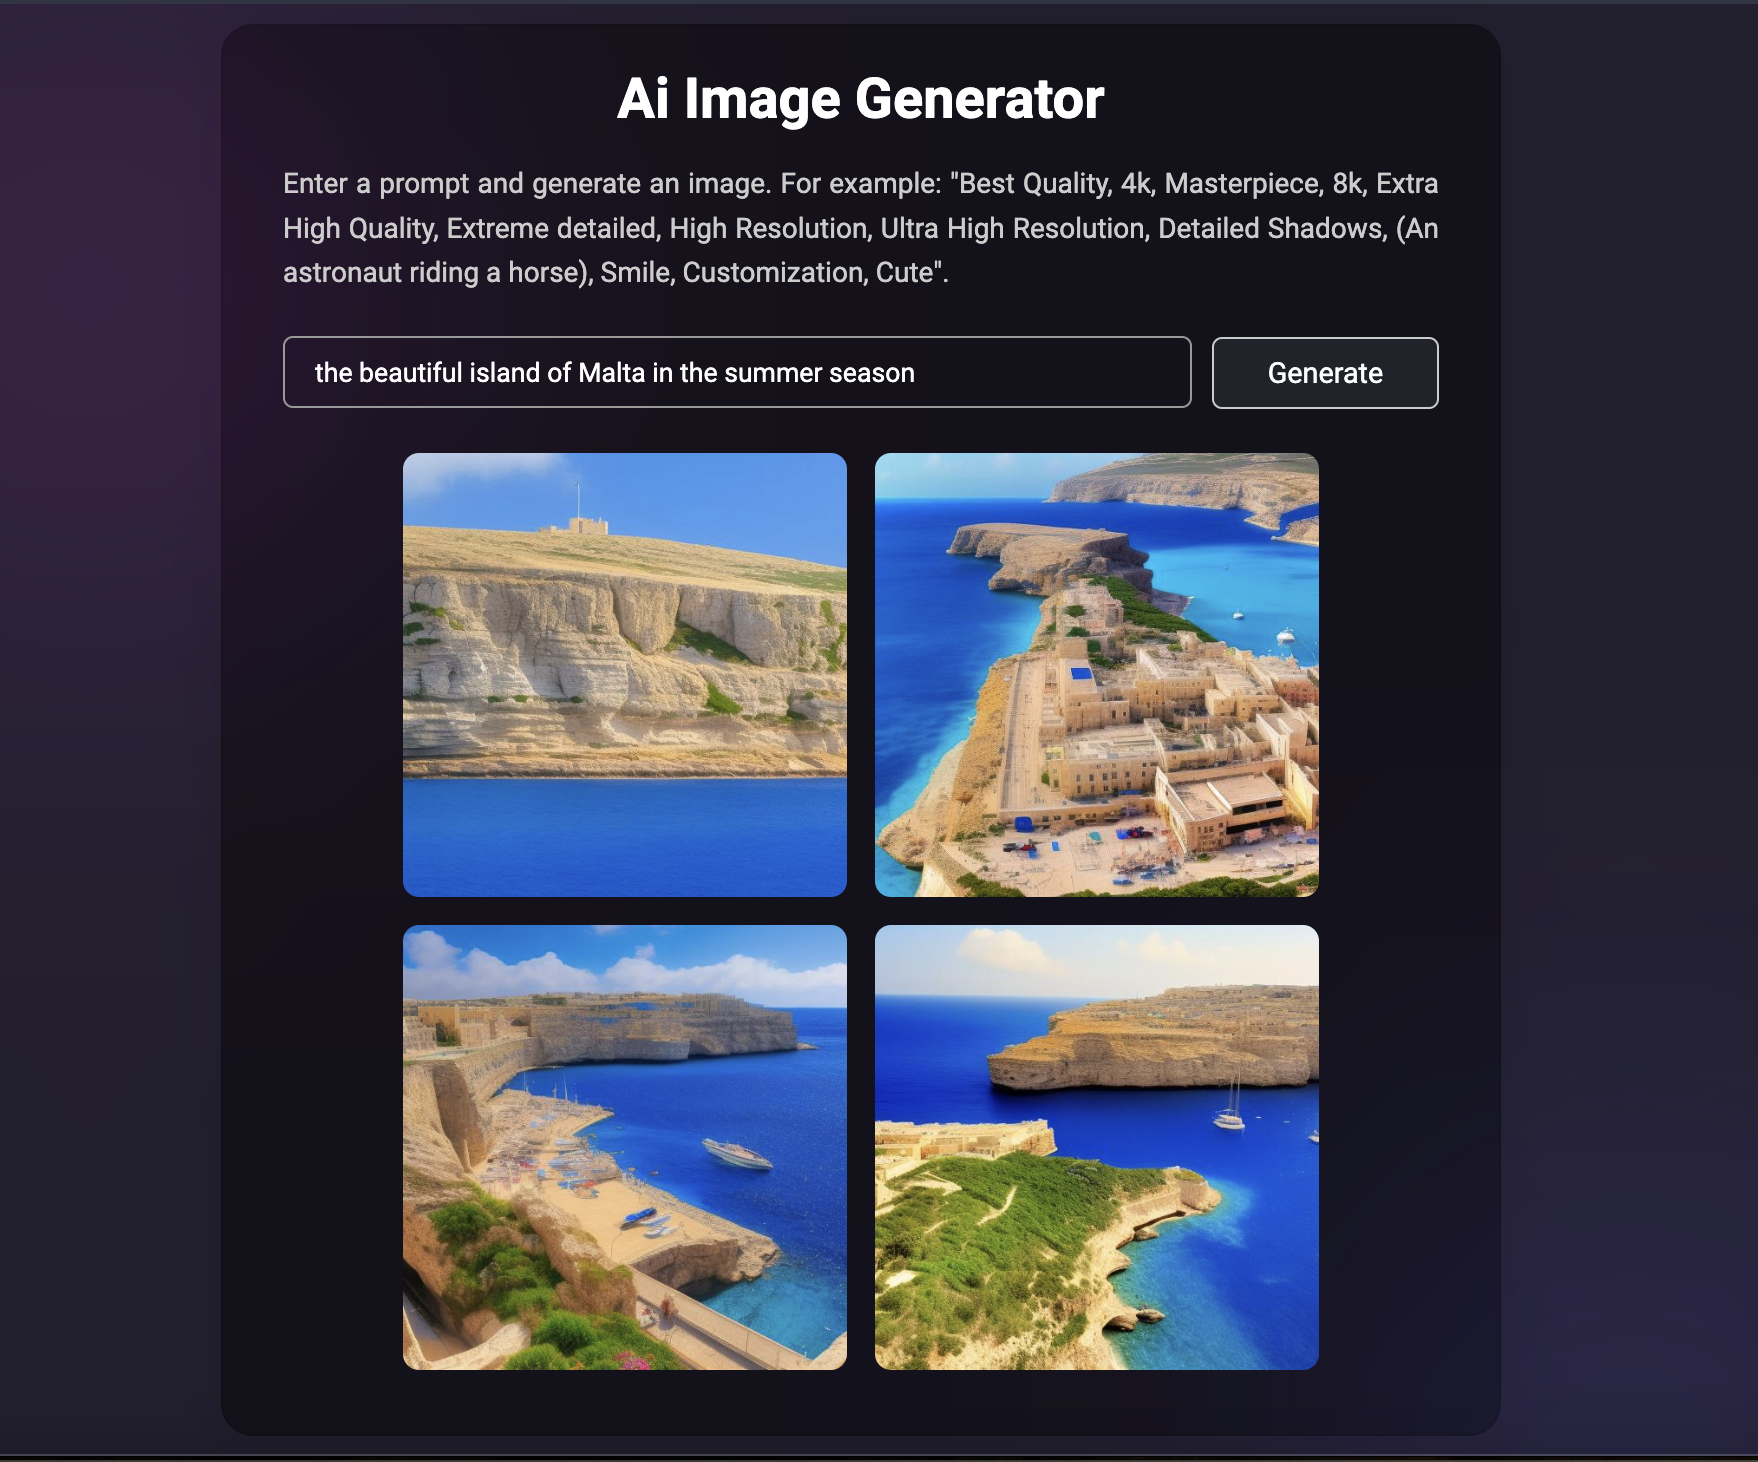 Ai Image Generator
Enter a prompt and generate an image. For example: "Best Quality, 4k, Masterpiece, 8k, Extra
High Quality, Extreme detailed, High Resolution, Ultra High Resolution, Detailed Shadows, (An
astronaut riding a horse), Smile, Customization, Cute".
the beautiful island of Malta in the summer season
Generate